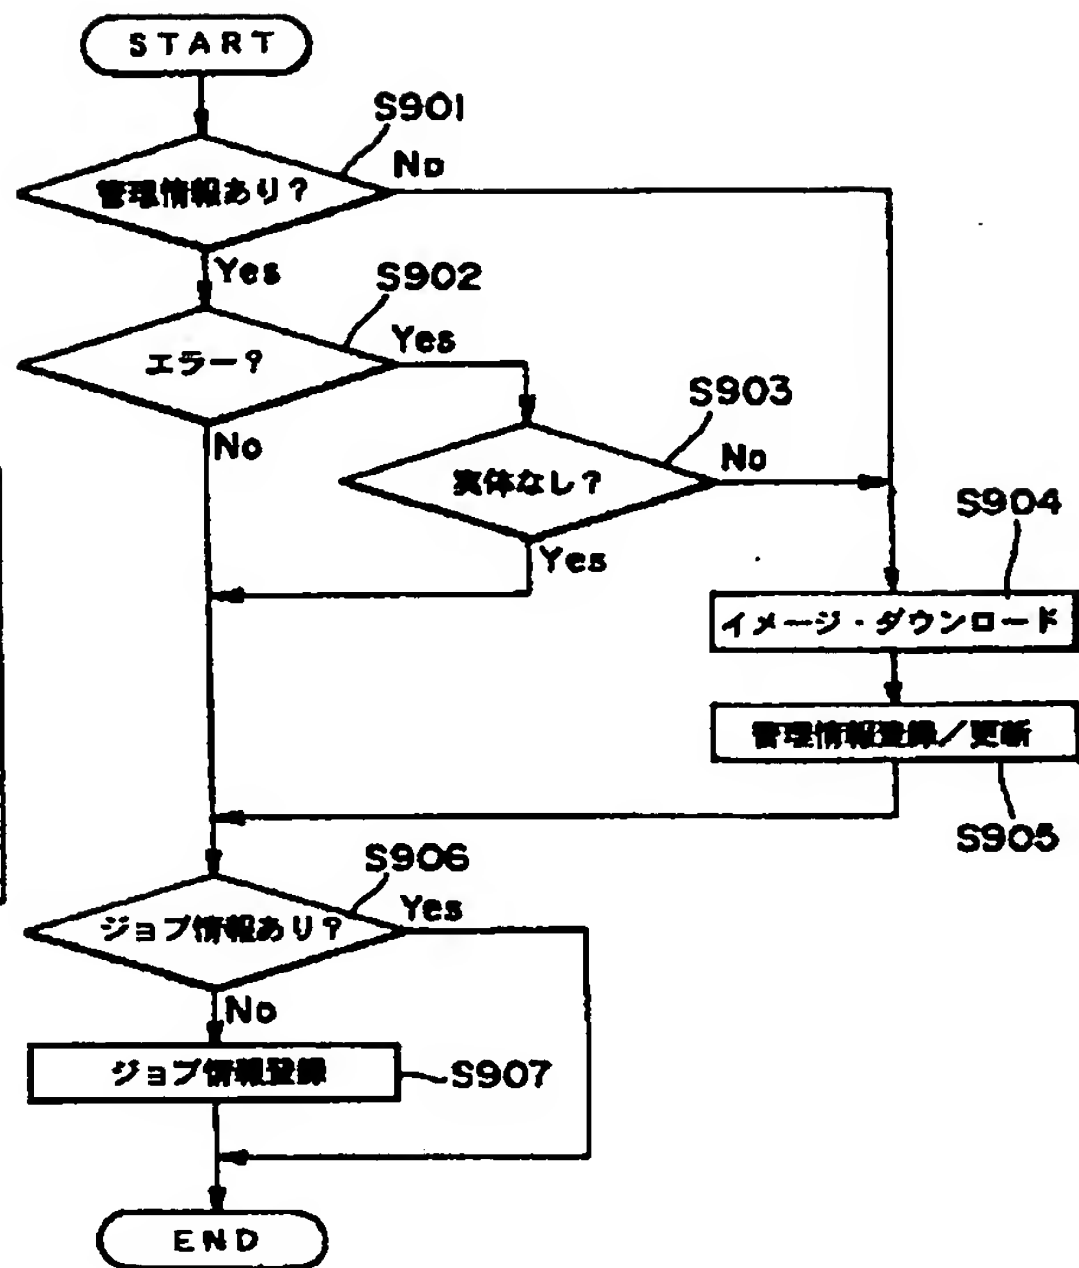 START
S901
管理情報あり?
No
Yes
S902
エラー?
Yes
No
S903
実体なし?
No
Yes
S904
イメージ・ダウンロード
管理情報登録/更新
S905
S906
ジョブ情報あり?
Yes
No
ジョブ情報登録
S907
END